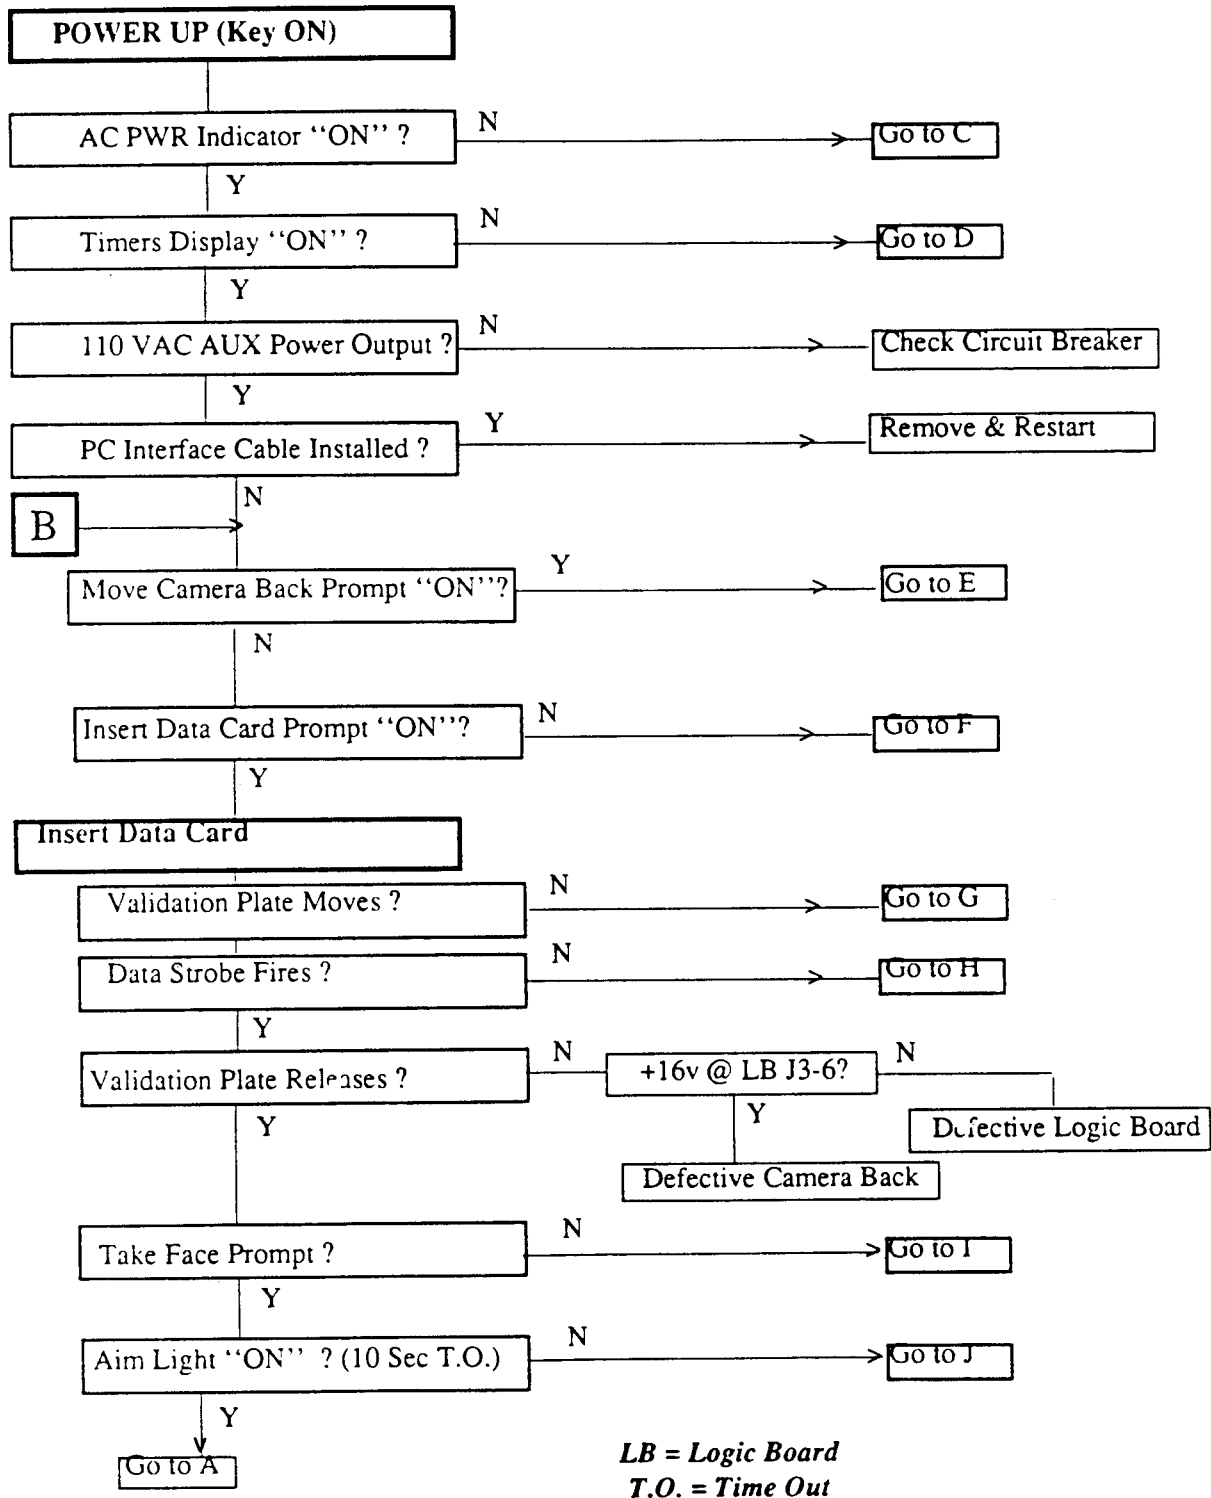 POWER UP (Key ON)
AC PWR Indicator “ON” ?
N
Go to C
Y
Timers Display “ON” ?
N
Go to D
Y
110 VAC AUX Power Output ?
N
Check Circuit Breaker
Y
PC Interface Cable Installed ?
Y
Remove & Restart
N
B
Move Camera Back Prompt “ON”?
Y
Go to E
N
Insert Data Card Prompt “ON”?
N
Go to F
Y
Insert Data Card
Validation Plate Moves ?
N
Go to G
Data Strobe Fires ?
N
Go to H
Y
Validation Plate Releases ?
N
+16v @ LB J3-6?
N
Defective Logic Board
Y
Defective Camera Back
Y
Take Face Prompt ?
N
Go to I
Y
Aim Light “ON” ? (10 Sec T.O.)
N
Go to J
Y
Go to A
LB = Logic Board
T.O. = Time Out